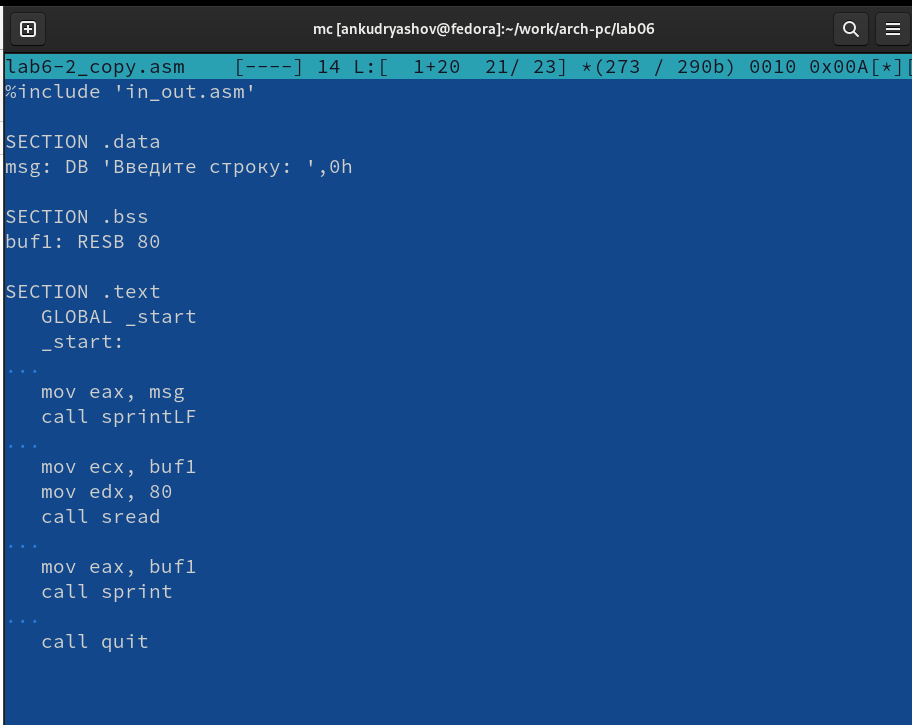 mc [ankudryashov@fedora]:~/work/arch-pc/lab06
lab6-2_copy.asm    [----] 14 L:[  1+20  21/ 23] *(273 / 290b) 0010 0x00A[*][
%include 'in_out.asm'

SECTION .data
msg: DB 'Введите строку: ',0h

SECTION .bss
buf1: RESB 80

SECTION .text
   GLOBAL _start
   _start:
...
   mov eax, msg
   call sprintLF
...
   mov ecx, buf1
   mov edx, 80
   call sread
...
   mov eax, buf1
   call sprint
...
   call quit